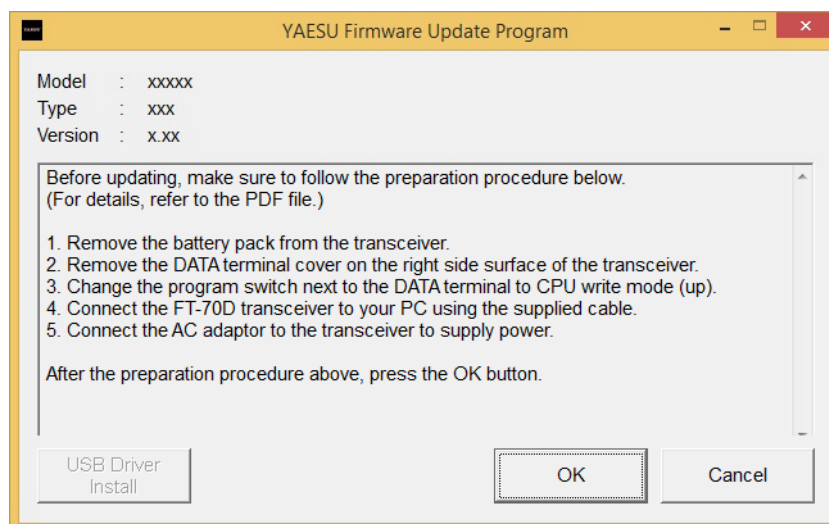 YAESU Firmware Update Program
Model : xxxxx
Type : xxx
Version : x.xx
Before updating, make sure to follow the preparation procedure below.
(For details, refer to the PDF file.)
1. Remove the battery pack from the transceiver.
2. Remove the DATA terminal cover on the right side surface of the transceiver.
3. Change the program switch next to the DATA terminal to CPU write mode (up).
4. Connect the FT-70D transceiver to your PC using the supplied cable.
5. Connect the AC adaptor to the transceiver to supply power.
After the preparation procedure above, press the OK button.
USB Driver
Install
OK
Cancel